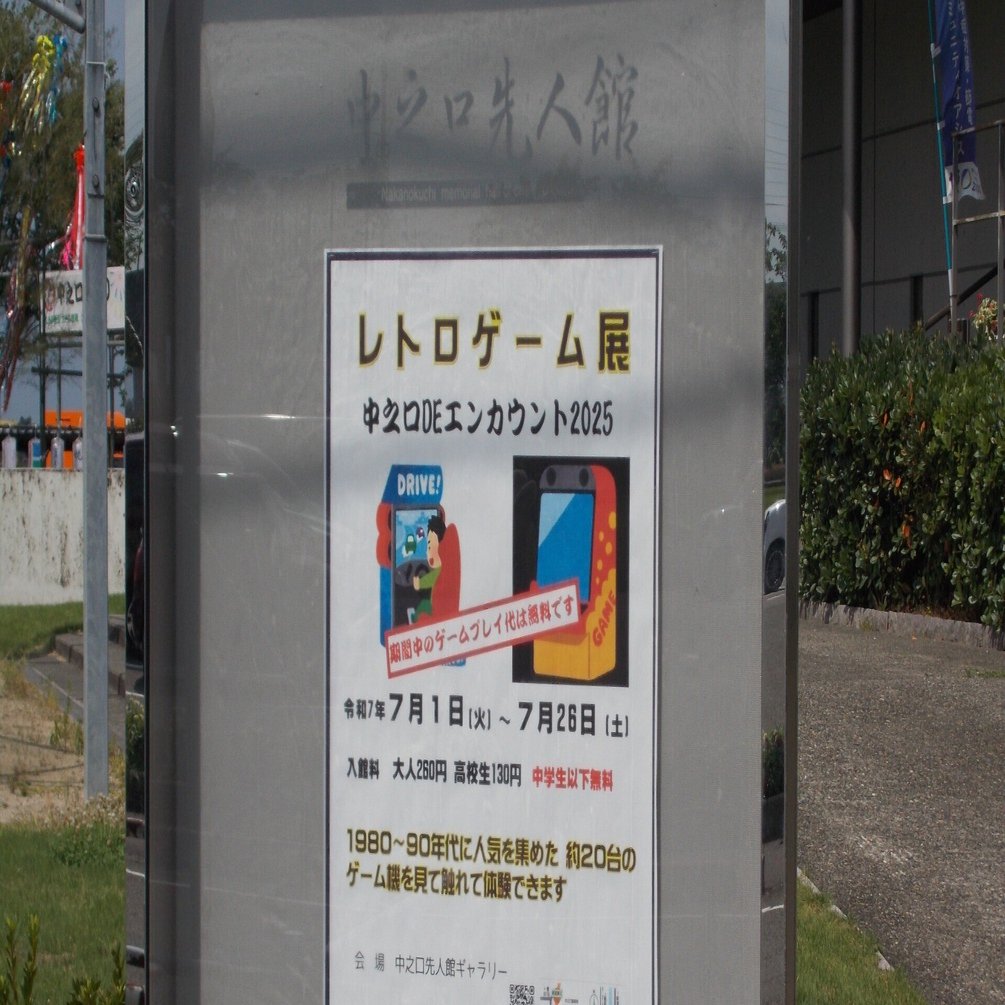 中之口先人館
Nakanokuchi memorial
レトロゲーム展
中之口DEエンカウント2025
DRIVE!
GAME
期間中のゲームプレイ代は無料です
令和7年 7月1日(火) ～ 7月26日(土)
入館料 大人260円 高校生130円 中学生以下無料
1980～90年代に人気を集めた 約20台の
ゲーム機を見て触れて体験できます
会 場 中之口先人館ギャラリー